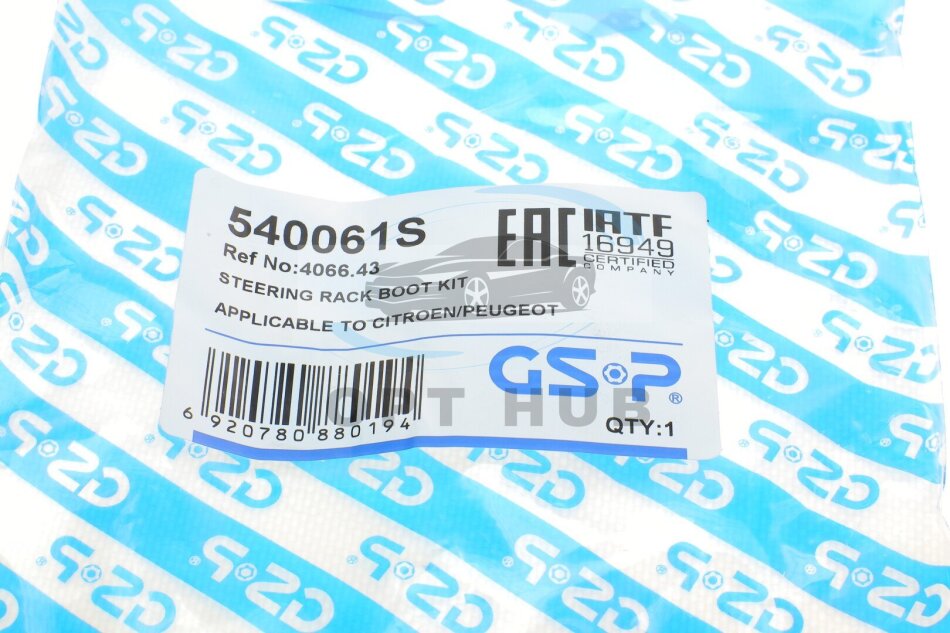 540061S
Ref No:4066.43
STEERING RACK BOOT KIT
APPLICABLE TO CITROEN/PEUGEOT
EAC
IATF
16949
CERTIFIED
COMPANY
GSP®
6 920780 880194
QTY:1
OPT HUB